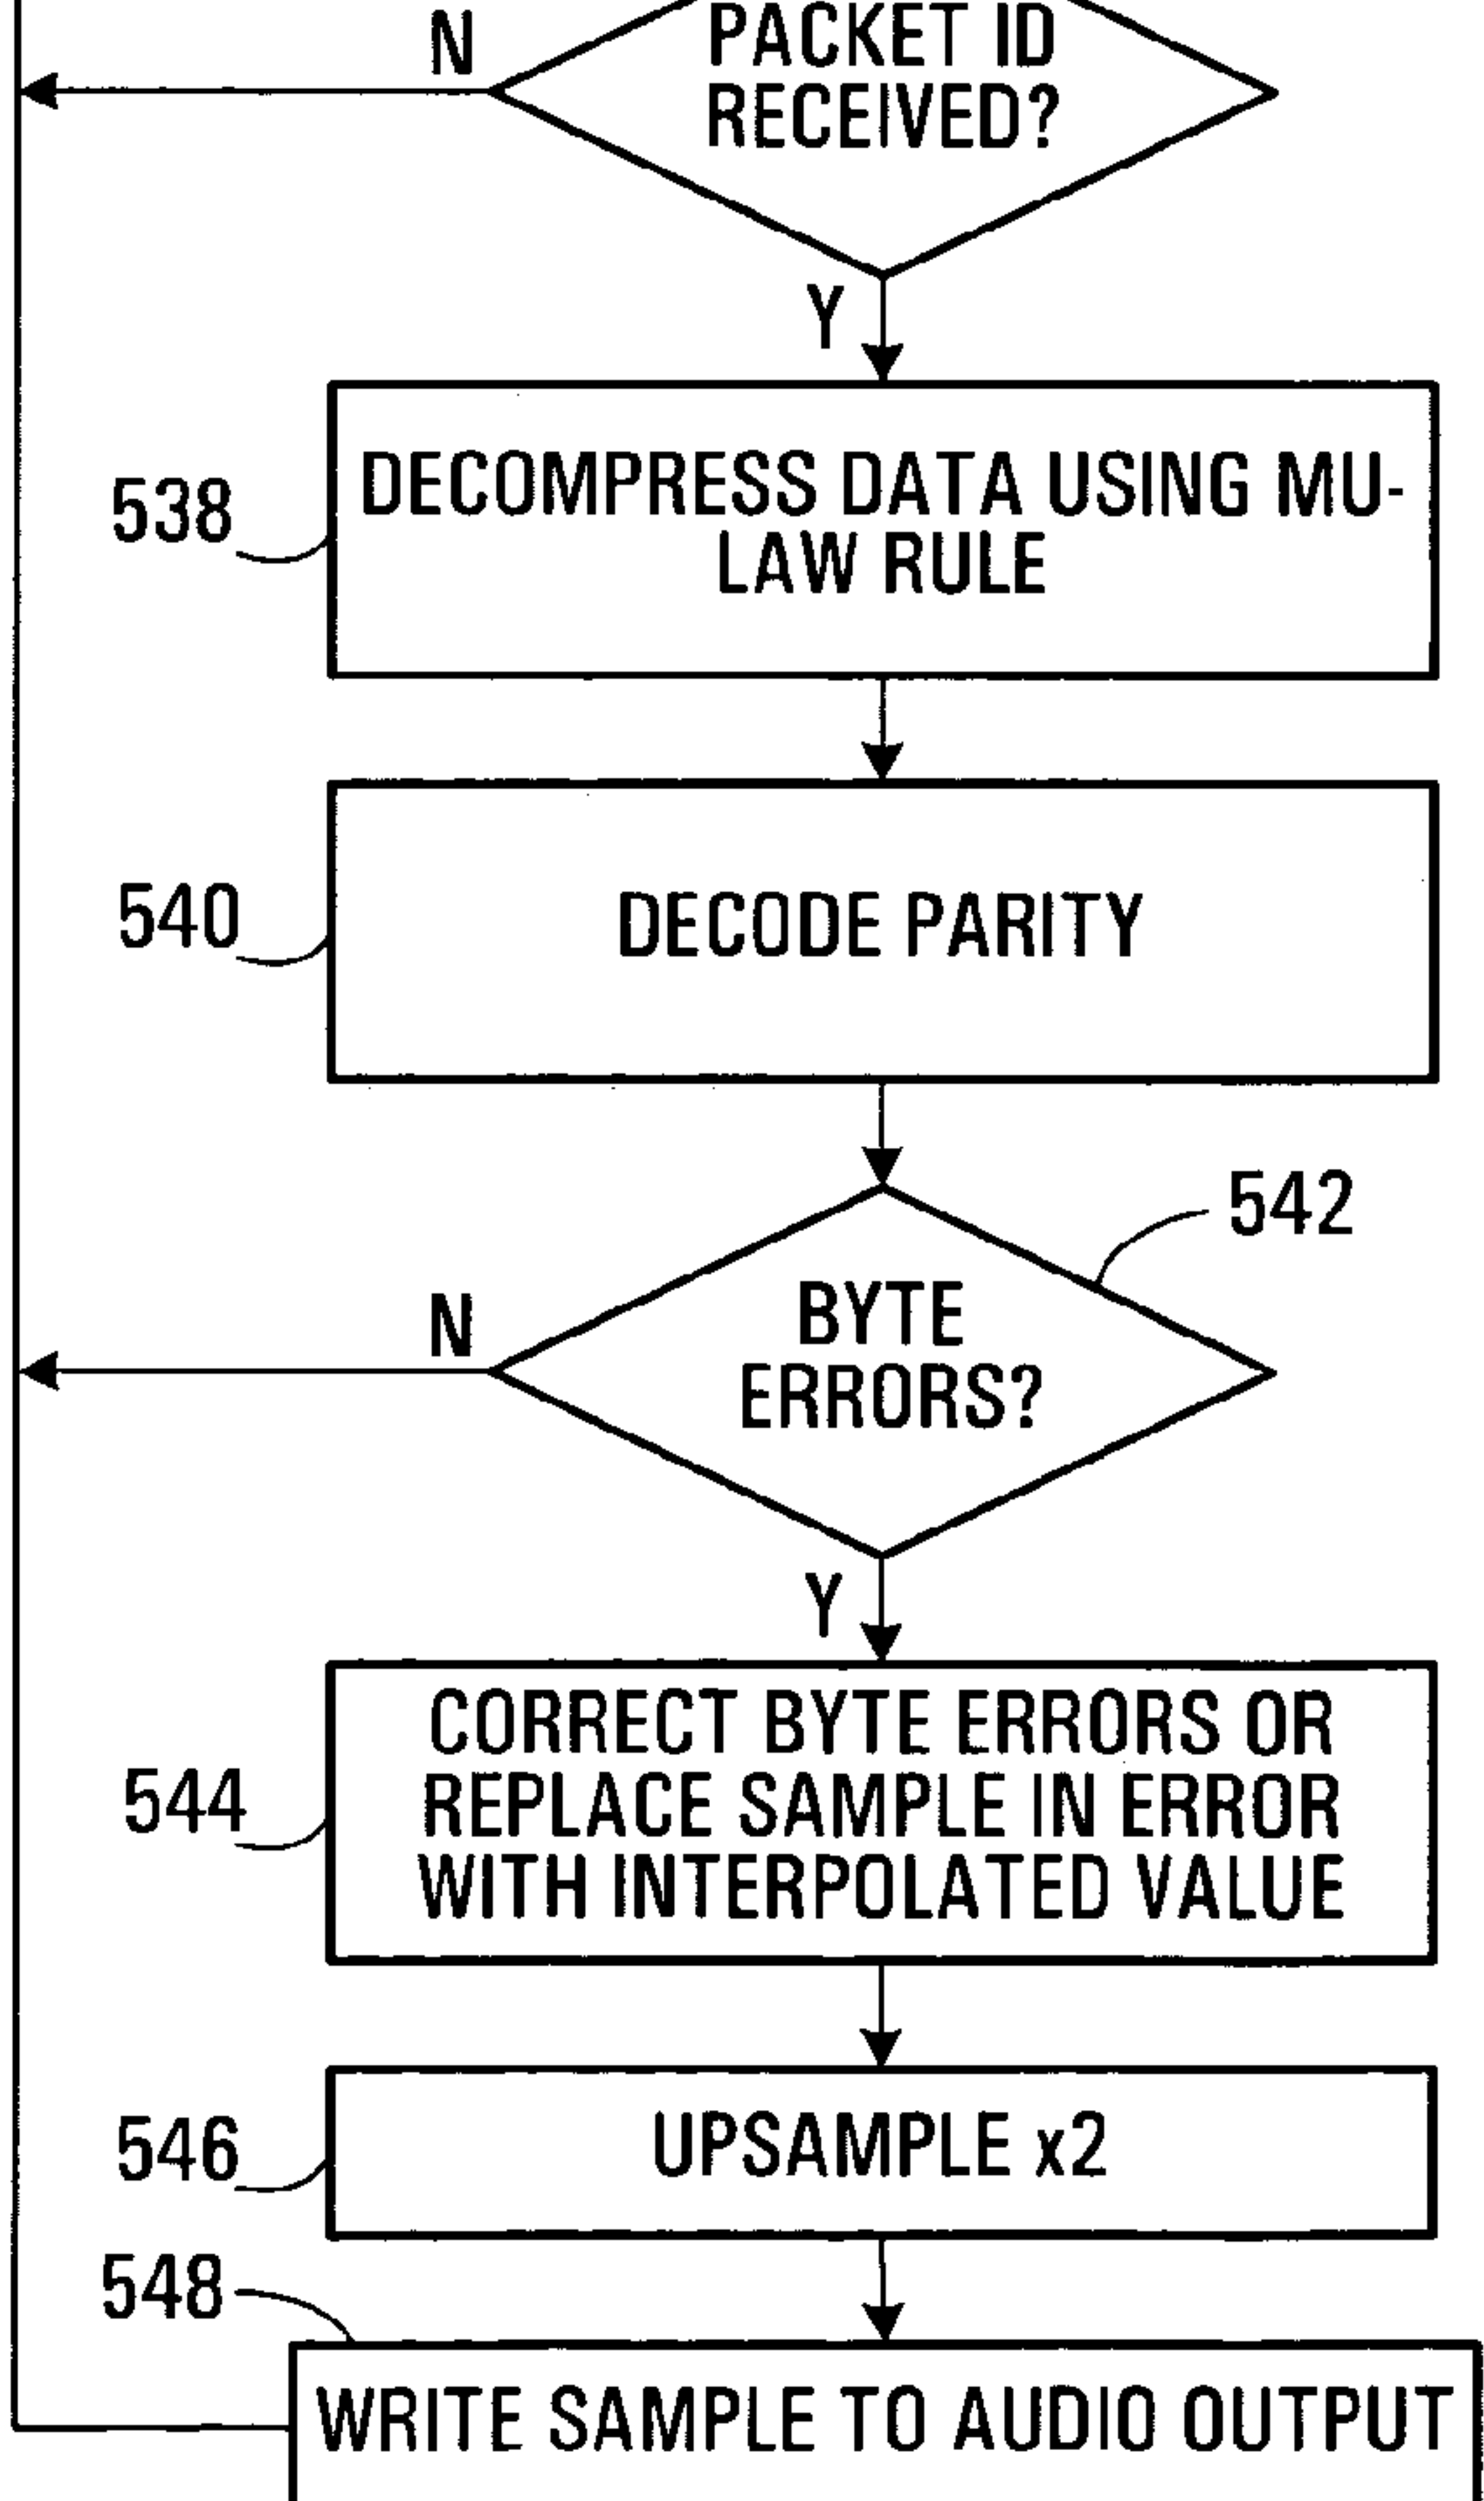 PACKET ID
N
RECEIVED?
Y
DECOMPRESS DATA USING MU-
LAW RULE
538
DECODE PARITY
540
542
BYTE
ERRORS?
N
Y
CORRECT BYTE ERRORS OR
REPLACE SAMPLE IN ERROR
WITH INTERPOLATED VALUE
544
UPSAMPLE x2
546
548
WRITE SAMPLE TO AUDIO OUTPUT